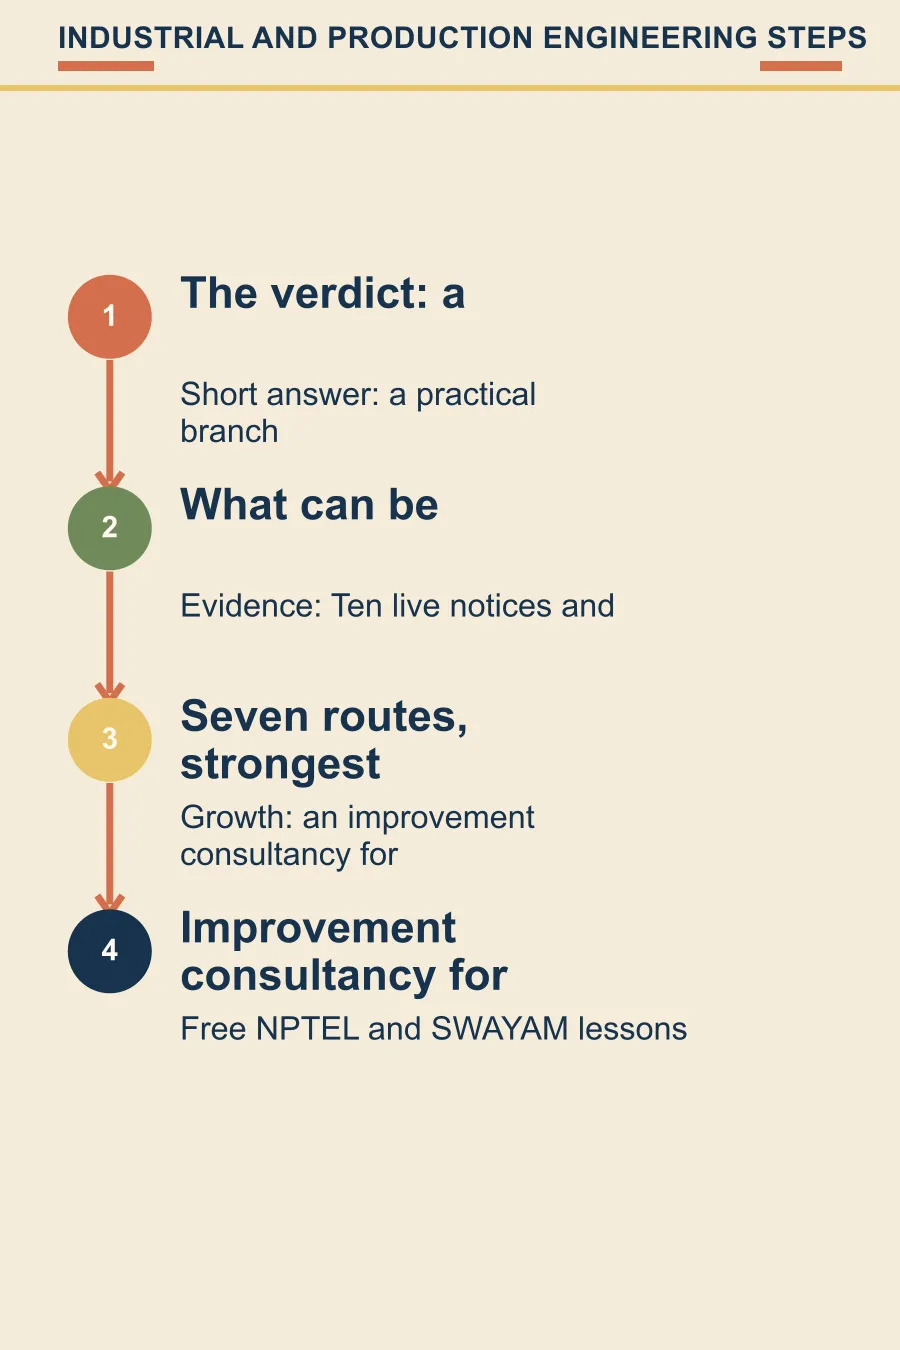 INDUSTRIAL AND PRODUCTION ENGINEERING STEPS
1
The verdict: a
Short answer: a practical
branch
2
What can be
Evidence: Ten live notices and
3
Seven routes,
strongest
Growth: an improvement
consultancy for
4
Improvement
consultancy for
Free NPTEL and SWAYAM lessons